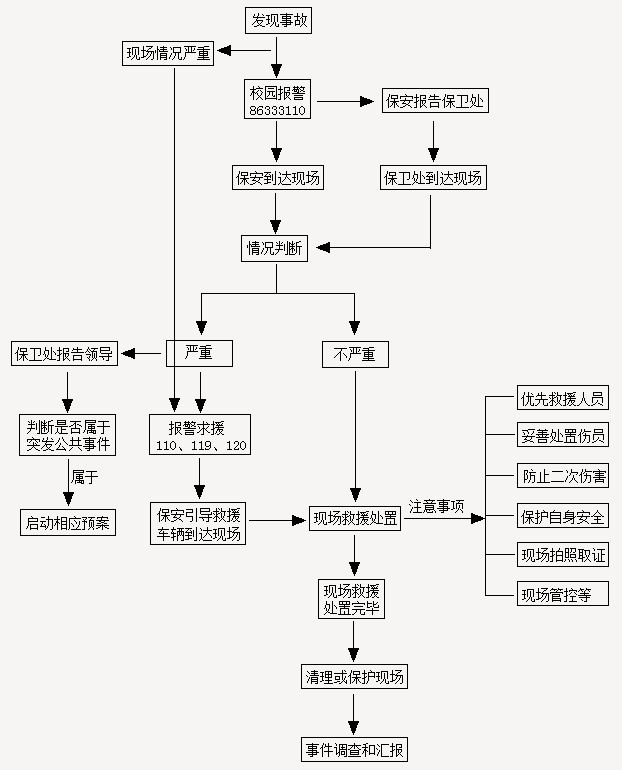 发现事故
现场情况严重
校园报警
86333110
保安报告保卫处
保安到达现场
保卫处到达现场
情况判断
保卫处报告领导
严重
不严重
判断是否属于
突发公共事件
报警求援
110、119、120
属于
启动相应预案
保安引导救援
车辆到达现场
现场救援处置
注意事项
优先救援人员
妥善处置伤员
防止二次伤害
保护自身安全
现场拍照取证
现场管控等
现场救援
处置完毕
清理或保护现场
事件调查和汇报